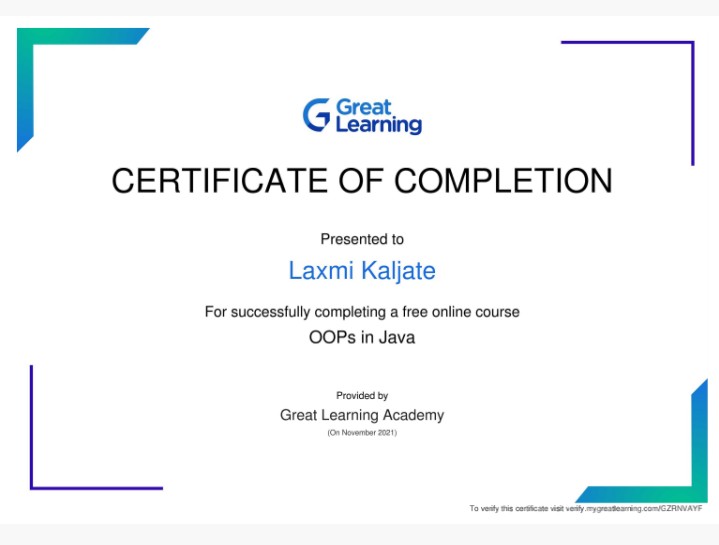 Great
Learning
CERTIFICATE OF COMPLETION
Presented to
Laxmi Kaljate
For successfully completing a free online course
OOPs in Java
Provided by
Great Learning Academy
(On November 2021)
To verify this certificate visit verify.mygreatlearning.com/GZRNVAYF